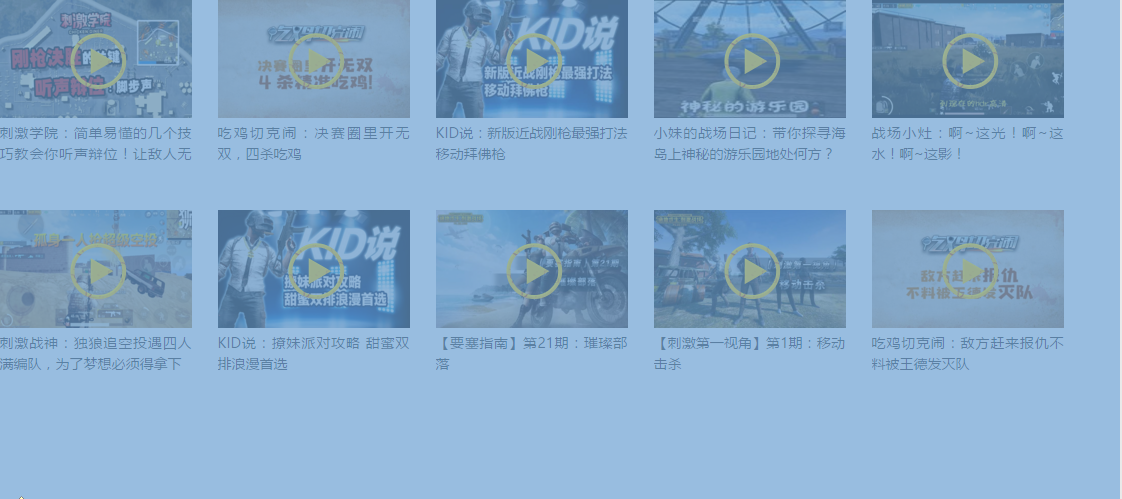 刺激学院
刚枪决胜的关键
听声辩位
脚步声
4 杀精准吃鸡!
KID说
新版近战刚枪最强打法
移动拜佛枪
神秘的游乐园
刺激学院：简单易懂的几个技
巧教会你听声辩位！让敌人无
吃鸡切克闹：决赛圈里开无
双，四杀吃鸡
KID说：新版近战刚枪最强打法
移动拜佛枪
小妹的战场日记：带你探寻海
岛上神秘的游乐园地处何方？
战场小灶：啊~这光！啊~这
水！啊~这影！
孤身一人追超级空投
KID说
撩妹派对攻略
甜蜜双排浪漫首选
移动击杀
敌方赶来报仇
不料被王德发灭队
刺激战神：独狼追空投遇四人
满编队，为了梦想必须得拿下
KID说：撩妹派对攻略 甜蜜双
排浪漫首选
【要塞指南】第21期：璀璨部
落
【刺激第一视角】第1期：移动
击杀
吃鸡切克闹：敌方赶来报仇不
料被王德发灭队